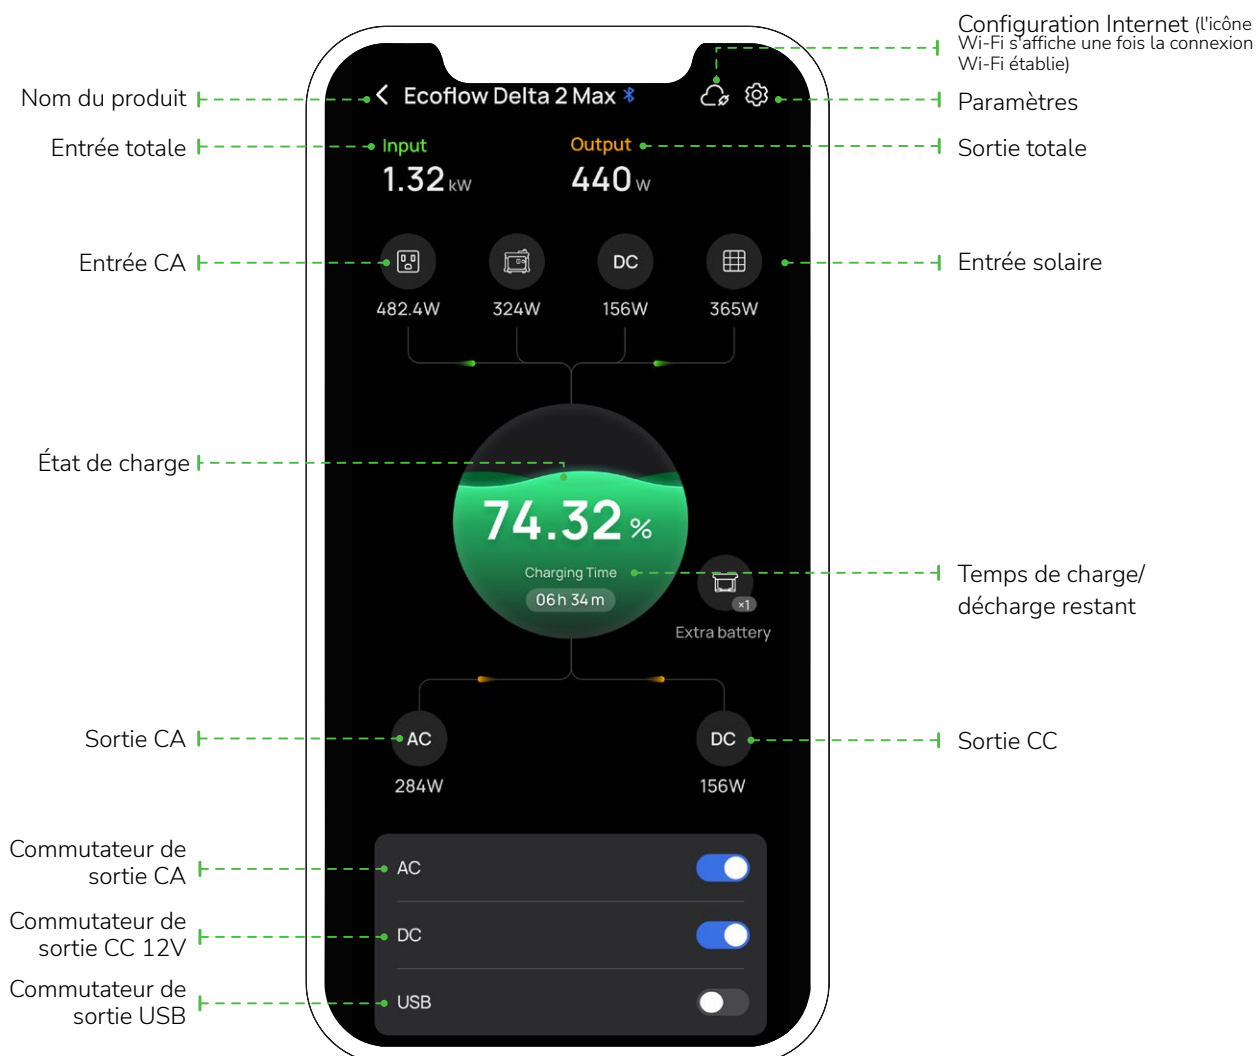 Configuration Internet (l'icône
Wi-Fi s'affiche une fois la connexion
Wi-Fi établie)
Nom du produit
Ecoflow Delta 2 Max
Paramètres
Entrée totale
Input
Output
Sortie totale
1.32 kW
440 W
Entrée CA
DC
Entrée solaire
482.4W
324W
156W
365W
État de charge
74.32 %
Charging Time
06h 34m
Temps de charge/
décharge restant
×1
Extra battery
Sortie CA
AC
DC
Sortie CC
284W
156W
Commutateur de
sortie CA
AC
Commutateur de
sortie CC 12V
DC
Commutateur de
sortie USB
USB